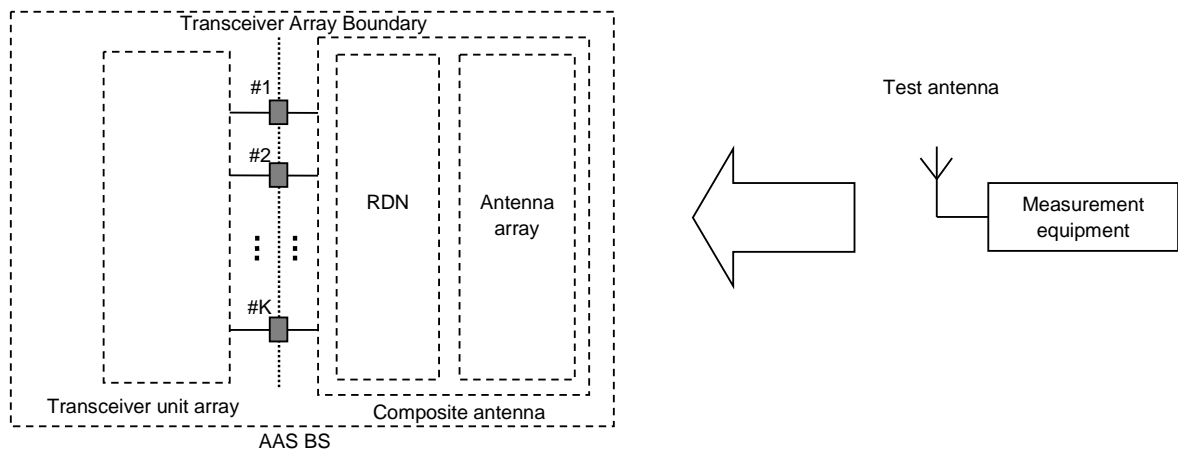 Transceiver Array Boundary
#1
#2
#K
RDN
Antenna
array
Transceiver unit array
Composite antenna
AAS BS
Test antenna
Measurement
equipment